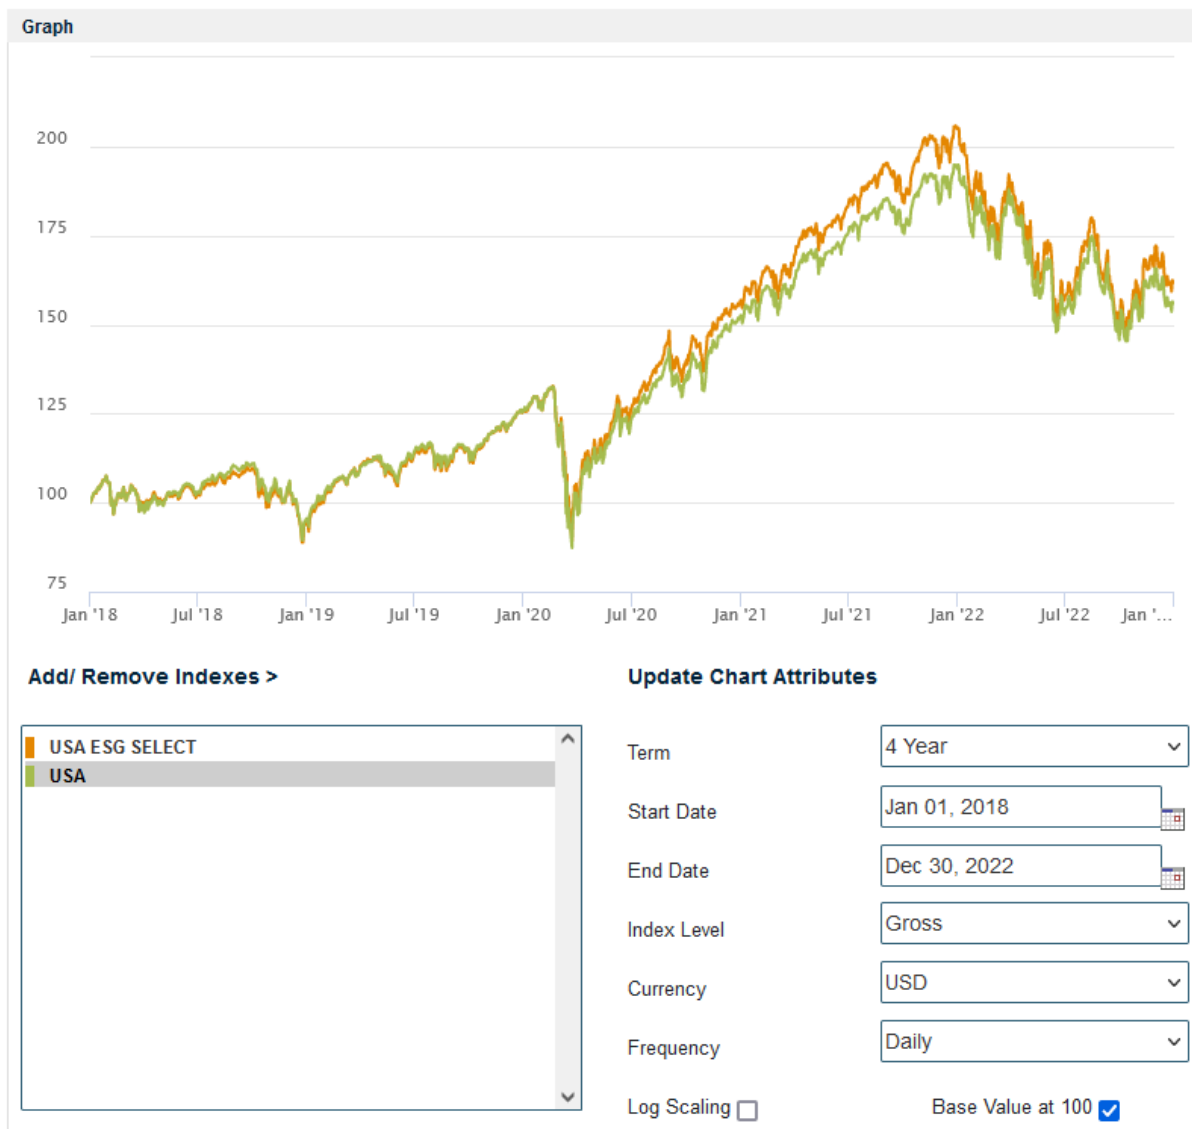 Graph
200
175
150
125
100
75
Jan '18 Jul '18 Jan '19 Jul '19 Jan '20 Jul '20 Jan '21 Jul '21 Jan '22 Jul '22 Jan '...
Add/ Remove Indexes >
USA ESG SELECT
USA
Update Chart Attributes
Term 4 Year
Start Date Jan 01, 2018
End Date Dec 30, 2022
Index Level Gross
Currency USD
Frequency Daily
Log Scaling Base Value at 100